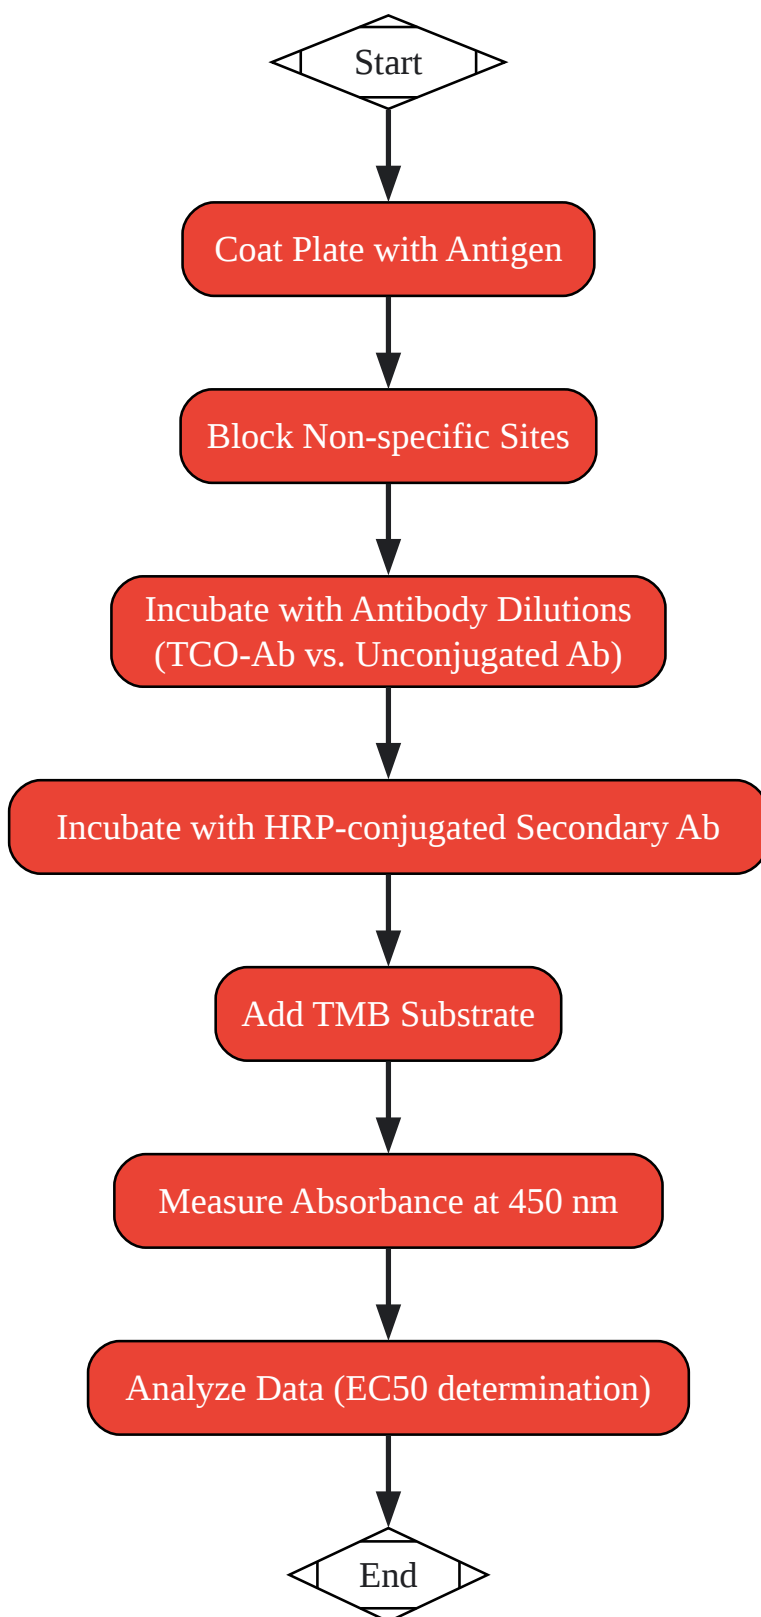 Start
Coat Plate with Antigen
Block Non-specific Sites
Incubate with Antibody Dilutions
(TCO-Ab vs. Unconjugated Ab)
Incubate with HRP-conjugated Secondary Ab
Add TMB Substrate
Measure Absorbance at 450 nm
Analyze Data (EC50 determination)
End